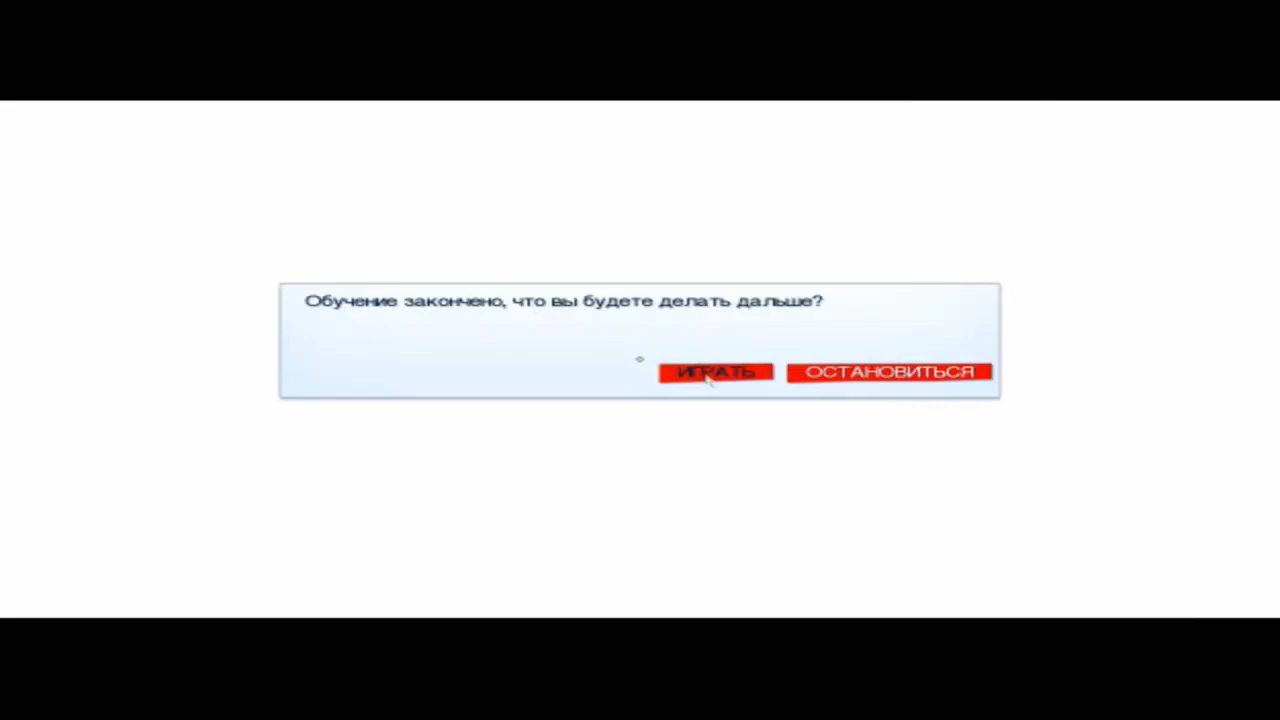 Обучение закончено, что вы будете делать дальше?
ИГРАТЬ ОСТАНОВИТЬСЯ